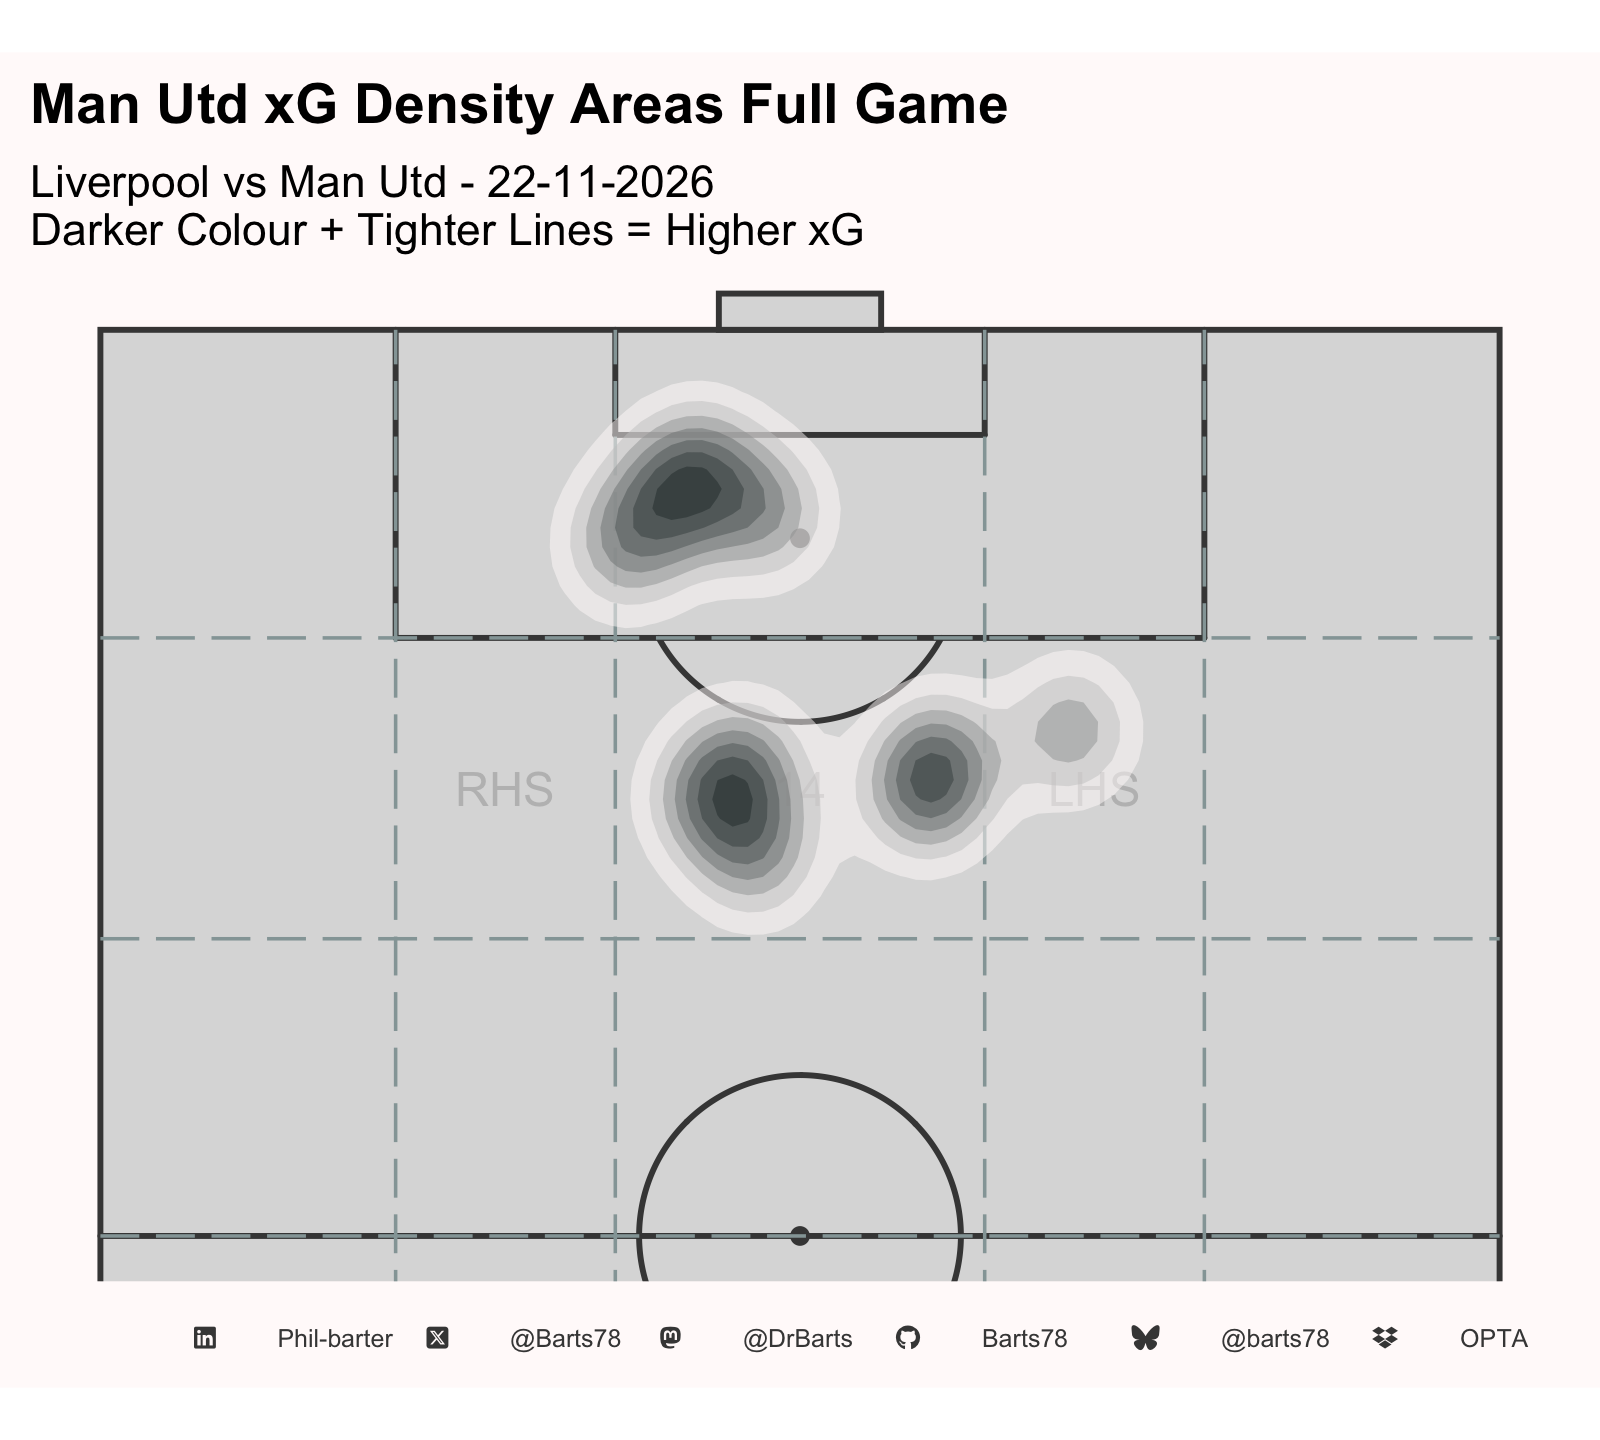 Man Utd xG Density Areas Full Game
Liverpool vs Man Utd - 22-11-2026
Darker Colour + Tighter Lines = Higher xG
RHS
LHS
Phil-barter @Barts78 @DrBarts Barts78 @barts78 OPTA